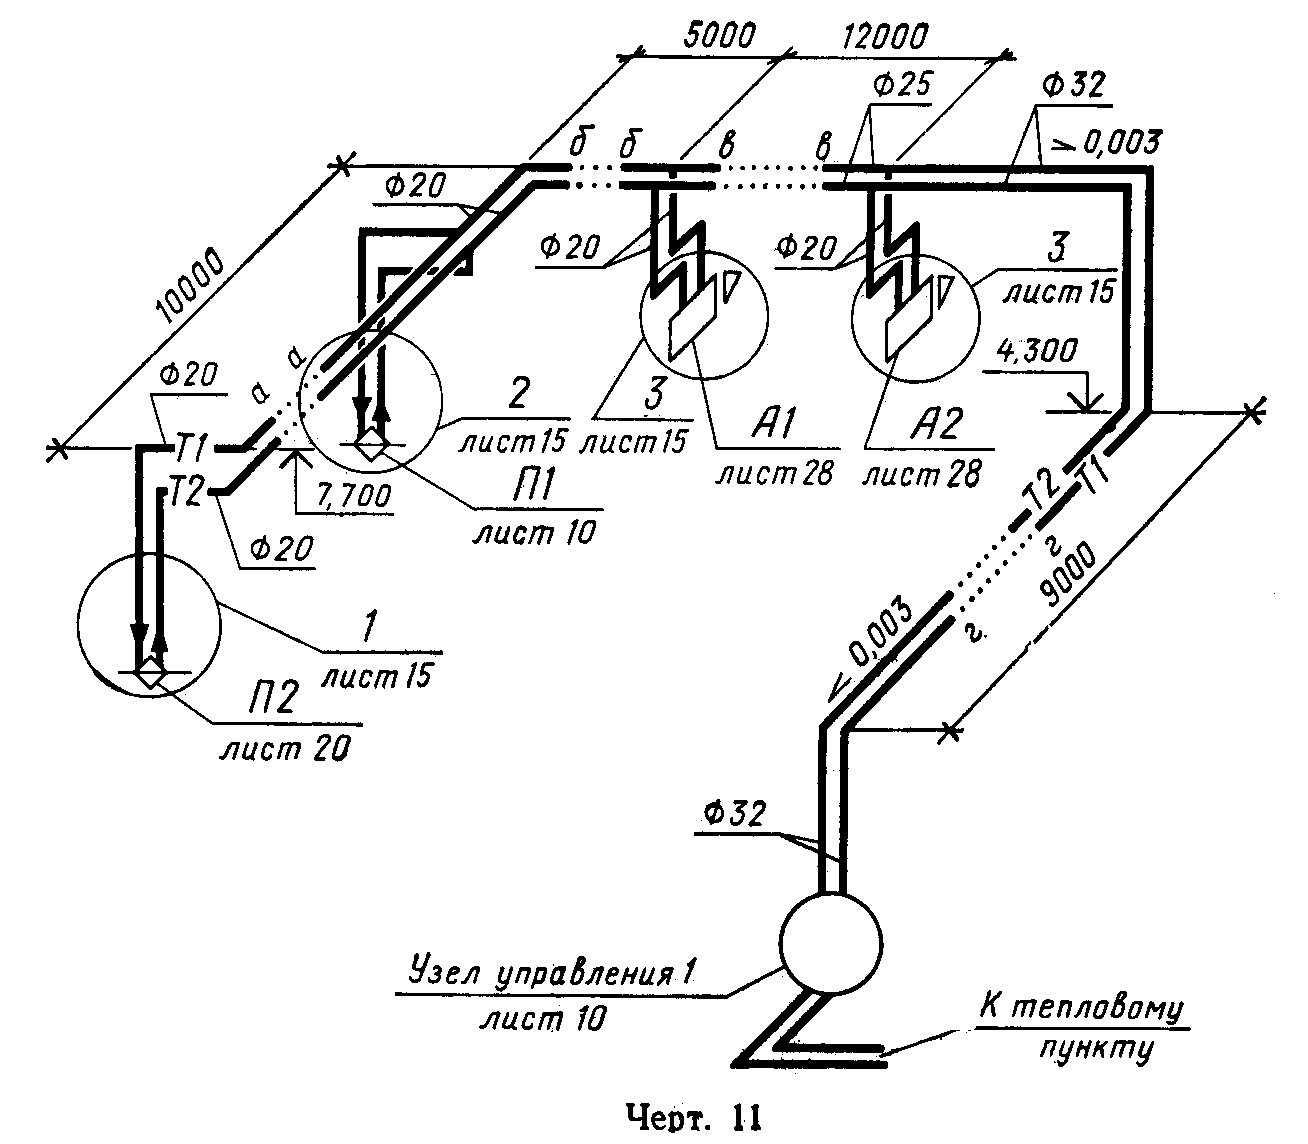 5000
12000
Ф25
Ф32
б
б
в
в
0,003
Ф20
10000
Ф20
Ф20
3
лист 15
4,300
а
а
Ф20
2
лист 15
3
лист 15
А1
лист 28
А2
лист 28
Т1
Т2
7,700
П1
лист 10
Ф20
Т2
Т1
г
9000
г
0,003
1
лист 15
П2
лист 20
Ф32
Узел управления 1
лист 10
К тепловому
пункту
Черт. 11